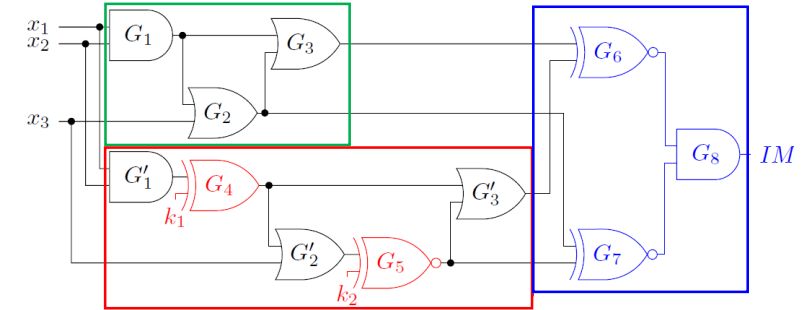 x₁
x₂
x₃
G₁
G₂
G₃
G′₁
G₄
k₁
G′₂
G₅
k₂
G′₃
G₆
G₇
G₈
IM